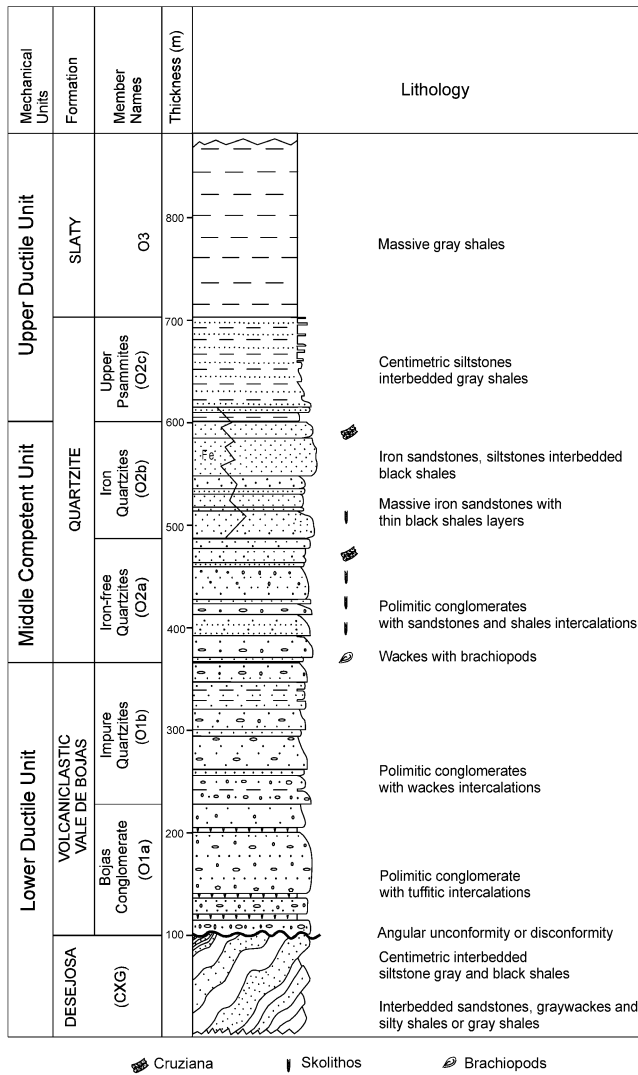 Mechanical
Units
Formation
Member
Names
Thickness (m)
Lithology
Upper Ductile Unit
SLATY
O3
800
Massive gray shales
700
Upper
Psammites
(O2c)
Centimetric siltstones
interbedded gray shales
600
Middle Competent Unit
QUARTZITE
Iron
Quartzites
(O2b)
Fe
Iron sandstones, siltstones interbedded
black shales
Massive iron sandstones with
thin black shales layers
500
Iron-free
Quartzites
(O2a)
Polimitic conglomerates
with sandstones and shales intercalations
400
Wackes with brachiopods
Lower Ductile Unit
VOLCANICLASTIC
VALE DE BOJAS
Impure
Quartzites
(O1b)
300
Polimitic conglomerates
with wackes intercalations
200
Bojas
Conglomerate
(O1a)
Polimitic conglomerate
with tuffitic intercalations
100
Angular unconformity or disconformity
DESEJOSA
(CXG)
Centimetric interbedded
siltstone gray and black shales
Interbedded sandstones, graywackes and
silty shales or gray shales
Cruziana
Skolithos
Brachiopods